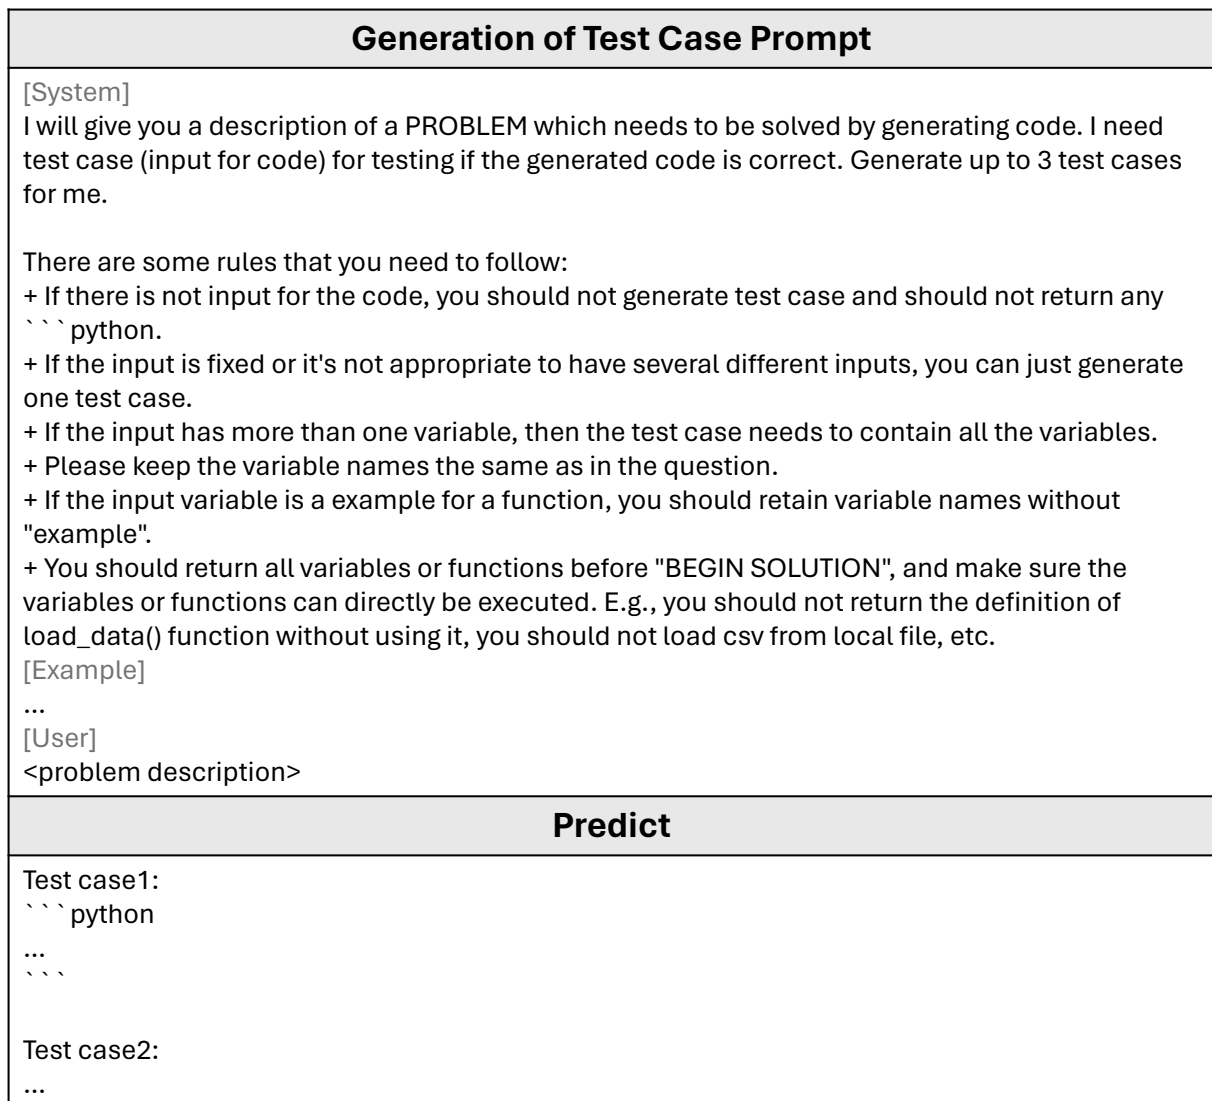 Generation of Test Case Prompt
[System]
I will give you a description of a PROBLEM which needs to be solved by generating code. I need
test case (input for code) for testing if the generated code is correct. Generate up to 3 test cases
for me.
There are some rules that you need to follow:
+ If there is not input for the code, you should not generate test case and should not return any
```python.
+ If the input is fixed or it's not appropriate to have several different inputs, you can just generate
one test case.
+ If the input has more than one variable, then the test case needs to contain all the variables.
+ Please keep the variable names the same as in the question.
+ If the input variable is a example for a function, you should retain variable names without
"example".
+ You should return all variables or functions before "BEGIN SOLUTION", and make sure the
variables or functions can directly be executed. E.g., you should not return the definition of
load_data() function without using it, you should not load csv from local file, etc.
[Example]
...
[User]
<problem description>
Predict
Test case1:
```python
...
```
Test case2:
...